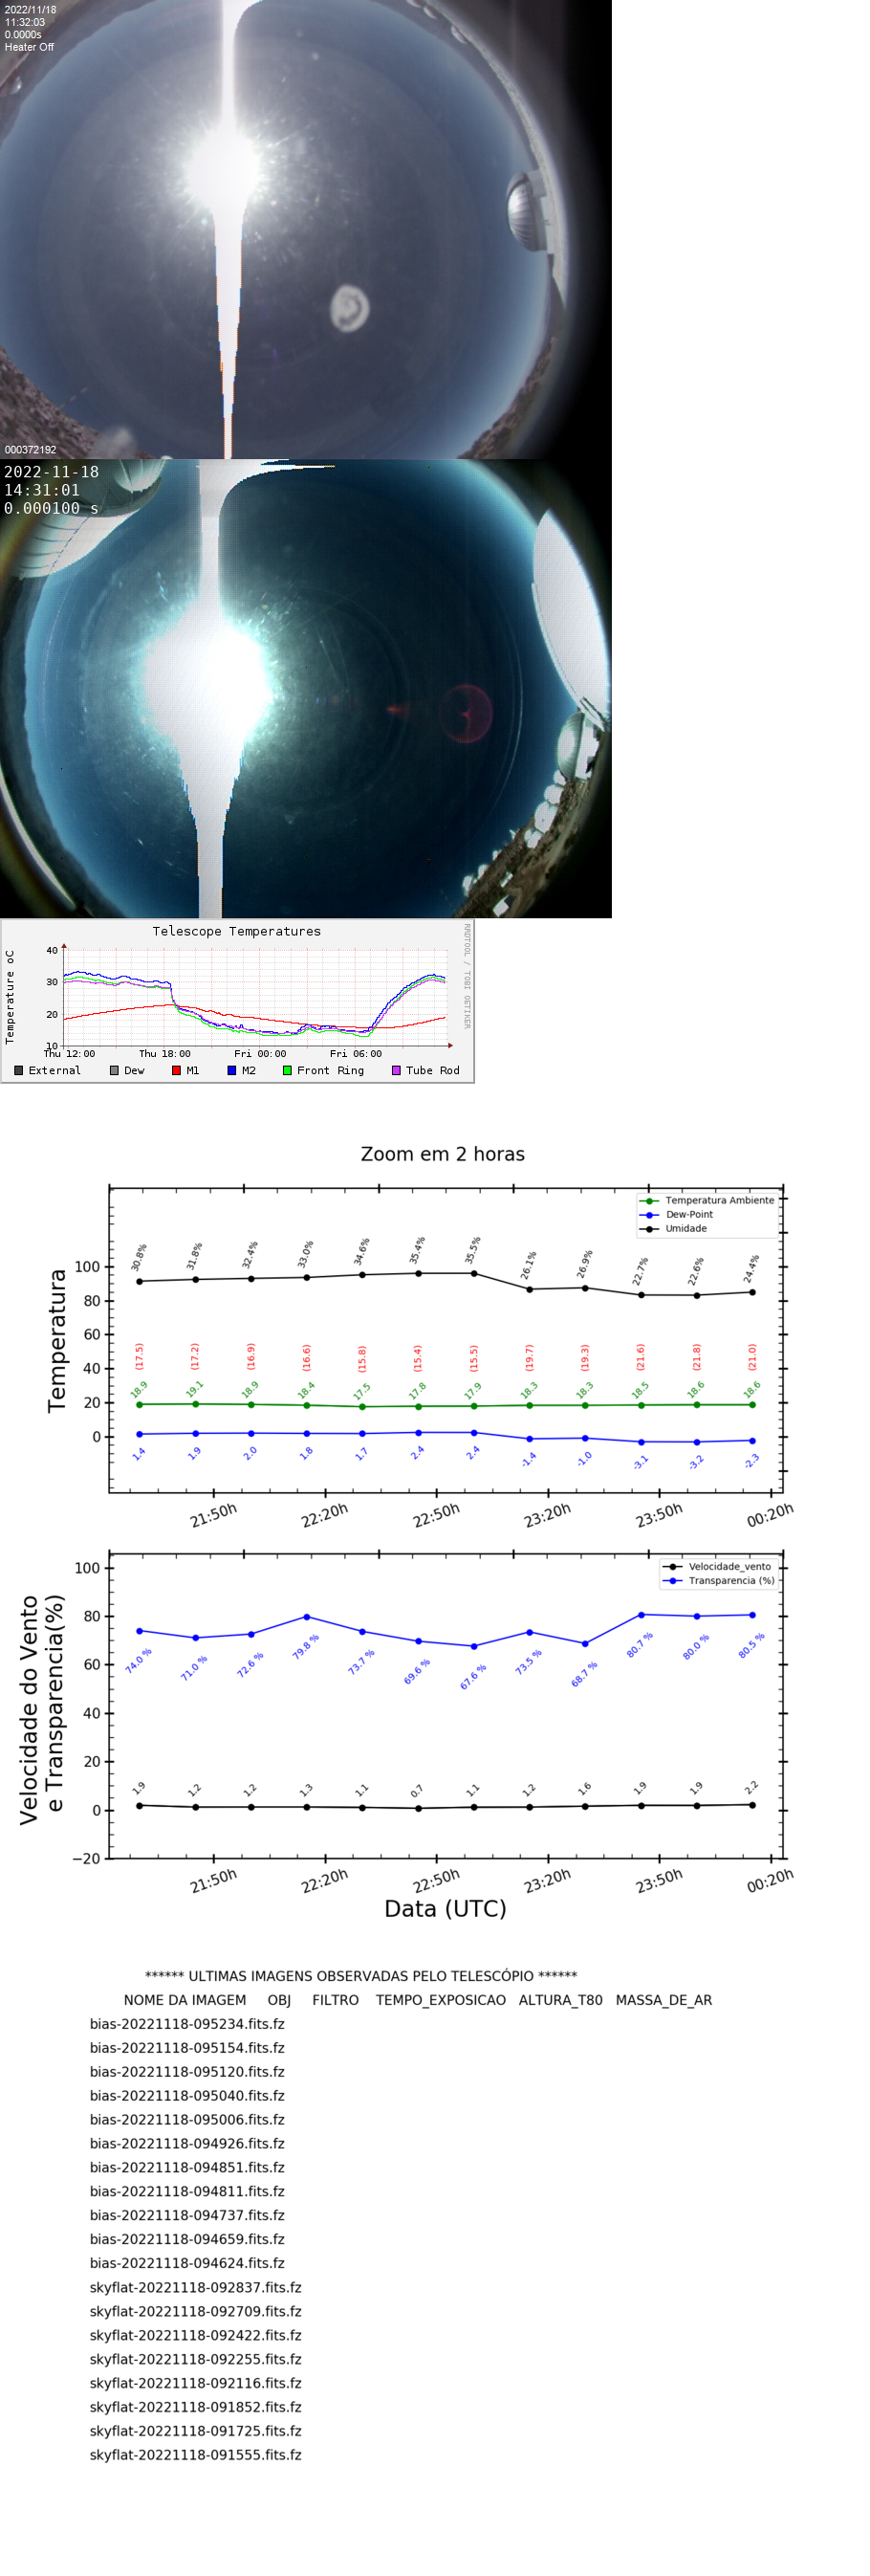 2022/11/18
11:32:03
0.0000s
Heater Off
000372192
2022-11-18
14:31:01
0.000100 s
Telescope Temperatures
RRDTOOL / TOBI OETIKER
Temperature oC
40
30
20
10
Thu 12:00 Thu 18:00 Fri 00:00 Fri 06:00
External Dew M1 M2 Front Ring Tube Rod
Zoom em 2 horas
Temperatura Ambiente
Dew-Point
Umidade
Temperatura
100
80
60
40
20
0
30.8% 31.8% 32.4% 33.0% 34.6% 35.4% 35.5% 26.1% 26.9% 22.7% 22.6% 24.4%
(17.5) (17.2) (16.9) (16.6) (15.8) (15.4) (15.5) (19.7) (19.3) (21.6) (21.8) (21.0)
18.9 19.1 18.9 18.4 17.5 17.8 17.9 18.3 18.3 18.5 18.6 18.6
1.4 1.9 2.0 1.8 1.7 2.4 2.4 -1.4 -1.0 -3.1 -3.2 -2.3
21:50h 22:20h 22:50h 23:20h 23:50h 00:20h
Velocidade_vento
Transparencia (%)
Velocidade do Vento
e Transparencia(%)
100
80
60
40
20
0
−20
74.0 % 71.0 % 72.6 % 79.8 % 73.7 % 69.6 % 67.6 % 73.5 % 68.7 % 80.7 % 80.0 % 80.5 %
1.9 1.2 1.2 1.3 1.1 0.7 1.1 1.2 1.6 1.9 1.9 2.2
21:50h 22:20h 22:50h 23:20h 23:50h 00:20h
Data (UTC)
****** ULTIMAS IMAGENS OBSERVADAS PELO TELESCÓPIO ******
NOME DA IMAGEM OBJ FILTRO TEMPO_EXPOSICAO ALTURA_T80 MASSA_DE_AR
bias-20221118-095234.fits.fz
bias-20221118-095154.fits.fz
bias-20221118-095120.fits.fz
bias-20221118-095040.fits.fz
bias-20221118-095006.fits.fz
bias-20221118-094926.fits.fz
bias-20221118-094851.fits.fz
bias-20221118-094811.fits.fz
bias-20221118-094737.fits.fz
bias-20221118-094659.fits.fz
bias-20221118-094624.fits.fz
skyflat-20221118-092837.fits.fz
skyflat-20221118-092709.fits.fz
skyflat-20221118-092422.fits.fz
skyflat-20221118-092255.fits.fz
skyflat-20221118-092116.fits.fz
skyflat-20221118-091852.fits.fz
skyflat-20221118-091725.fits.fz
skyflat-20221118-091555.fits.fz